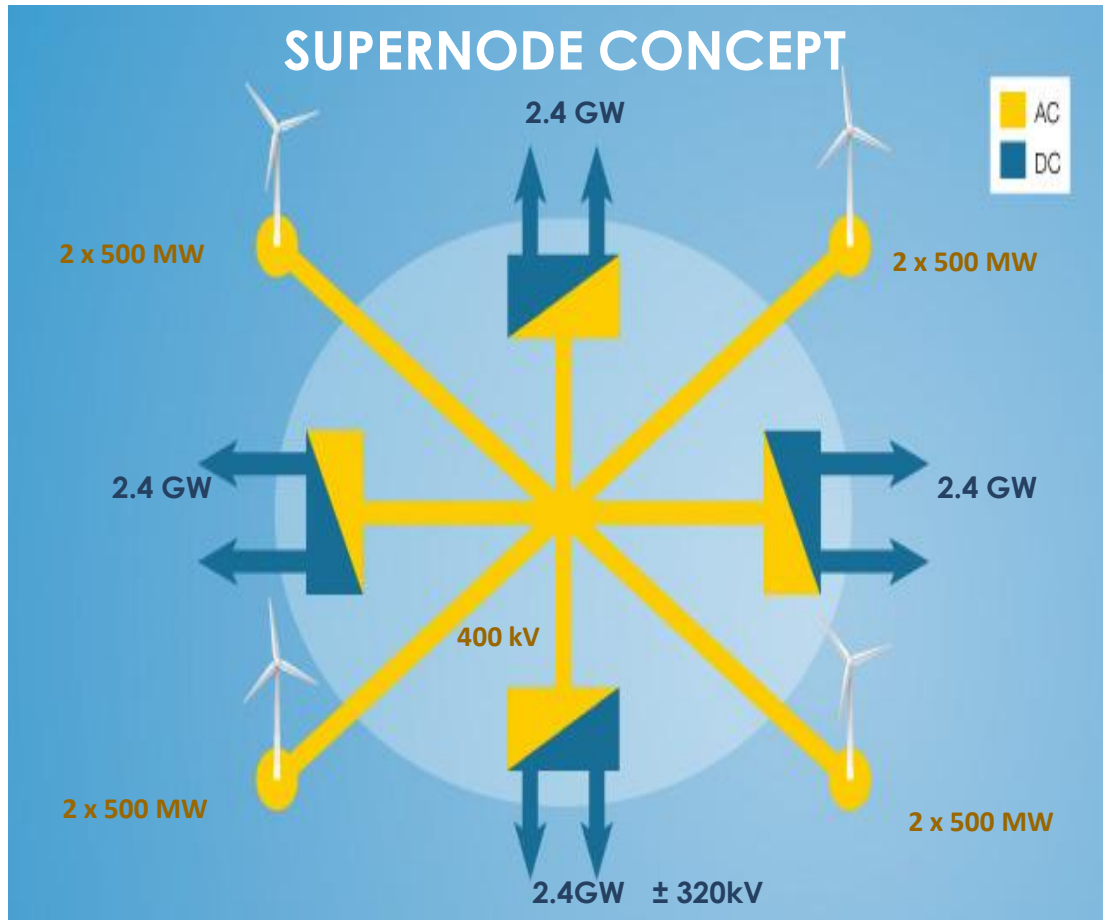 SUPERNODE CONCEPT
2.4 GW
AC
DC
2 x 500 MW
2 x 500 MW
2.4 GW
2.4 GW
400 kV
2 x 500 MW
2 x 500 MW
2.4GW ± 320kV